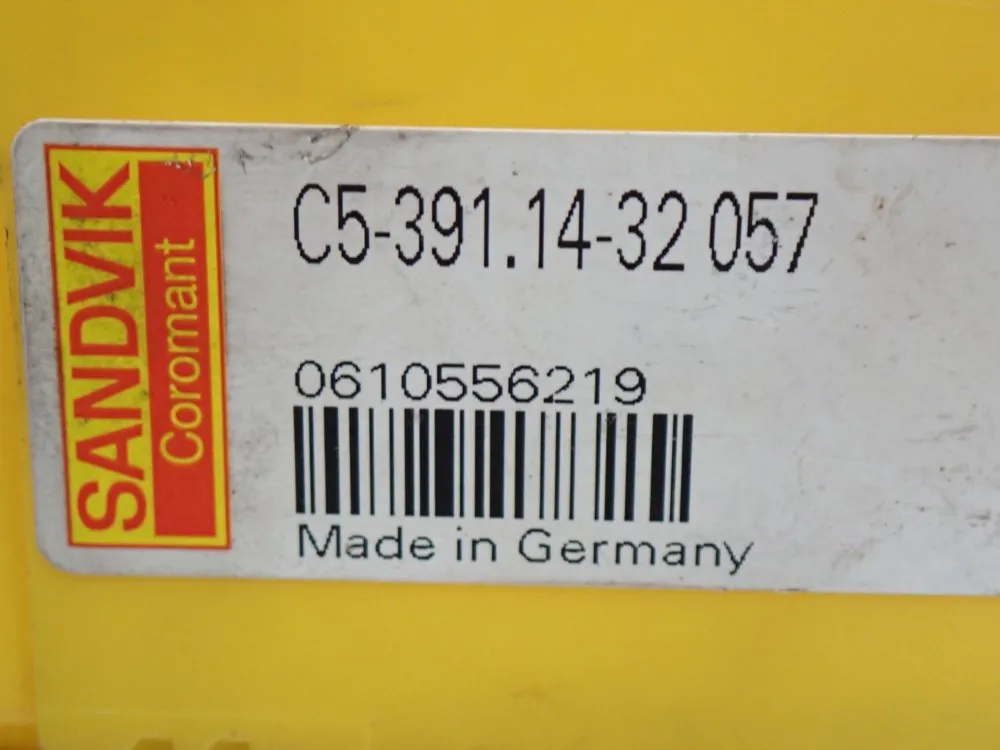 SANDVIK
Coromant
C5-391.14-32 057
0610556219
Made in Germany